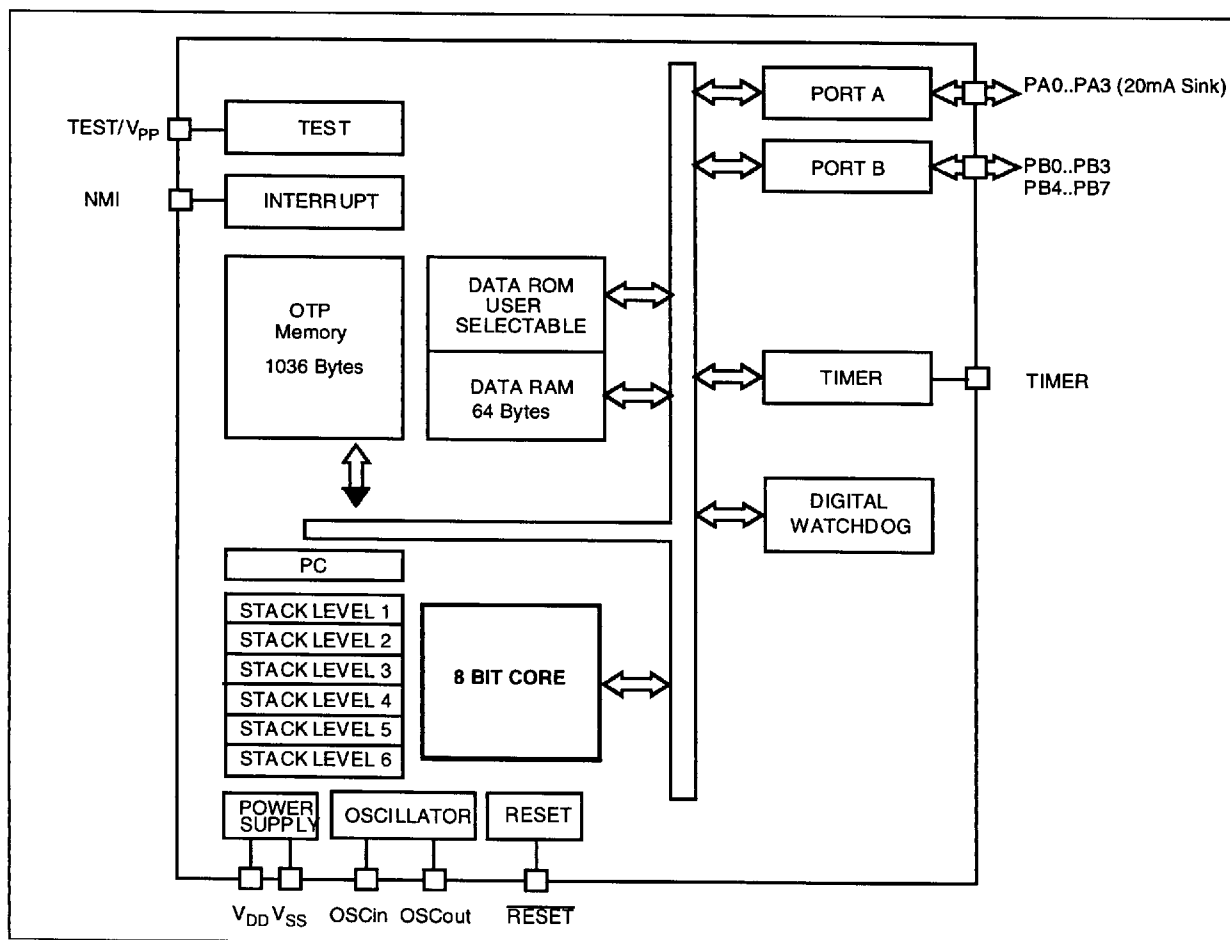 TEST/VPP
TEST
NMI
INTERRUPT
OTP
Memory
1036 Bytes
DATA ROM
USER
SELECTABLE
DATA RAM
64 Bytes
PORT A
PA0..PA3 (20mA Sink)
PORT B
PB0..PB3
PB4..PB7
TIMER
TIMER
DIGITAL
WATCHDOG
PC
STACK LEVEL 1
STACK LEVEL 2
STACK LEVEL 3
STACK LEVEL 4
STACK LEVEL 5
STACK LEVEL 6
8 BIT CORE
POWER
SUPPLY
OSCILLATOR
RESET
VDD VSS OSCin OSCout RESET